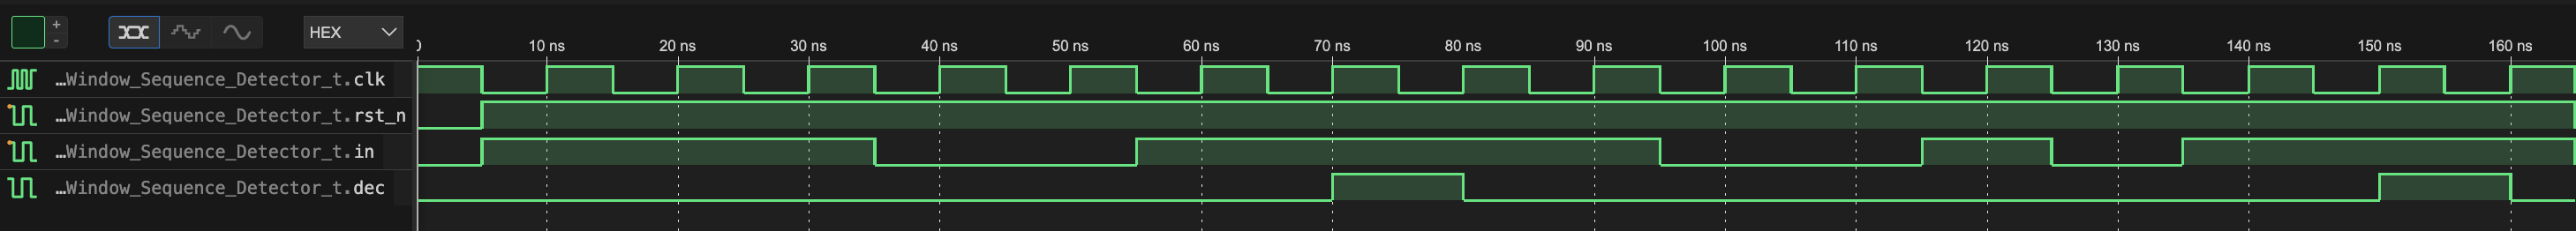 +
-
HEX
0 10 ns 20 ns 30 ns 40 ns 50 ns 60 ns 70 ns 80 ns 90 ns 100 ns 110 ns 120 ns 130 ns 140 ns 150 ns 160 ns
…Window_Sequence_Detector_t.clk
…Window_Sequence_Detector_t.rst_n
…Window_Sequence_Detector_t.in
…Window_Sequence_Detector_t.dec